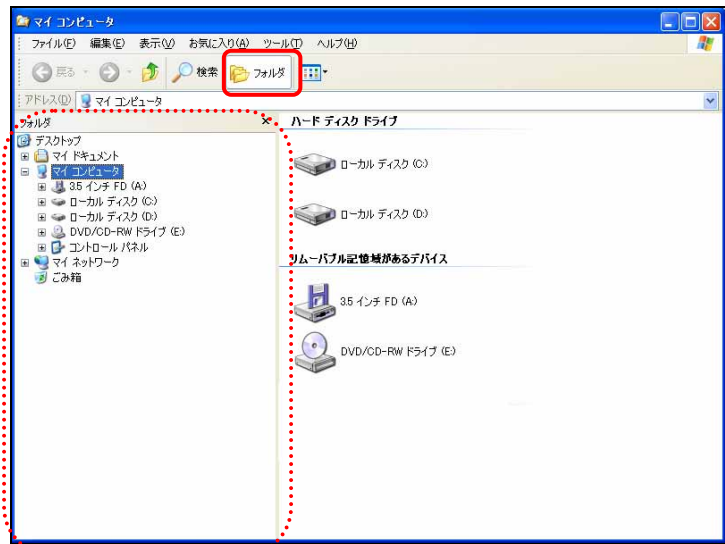 マイ コンピュータ
ファイル(F) 編集(E) 表示(V) お気に入り(A) ツール(T) ヘルプ(H)
戻る 検索 フォルダ
アドレス(D) マイ コンピュータ
フォルダ ×
デスクトップ
マイ ドキュメント
マイ コンピュータ
3.5 インチ FD (A:)
ローカル ディスク (C:)
ローカル ディスク (D:)
DVD/CD-RW ドライブ (E:)
コントロール パネル
マイ ネットワーク
ごみ箱
ハード ディスク ドライブ
ローカル ディスク (C:)
ローカル ディスク (D:)
リムーバブル記憶域があるデバイス
3.5 インチ FD (A:)
DVD/CD-RW ドライブ (E:)